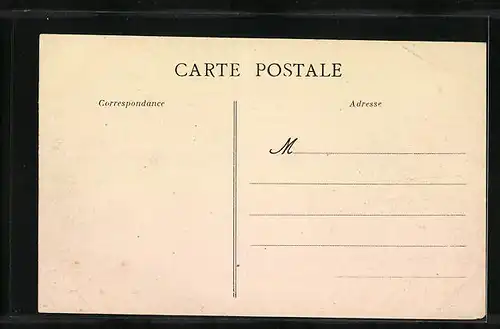 CARTE POSTALE
Correspondance
Adresse
M